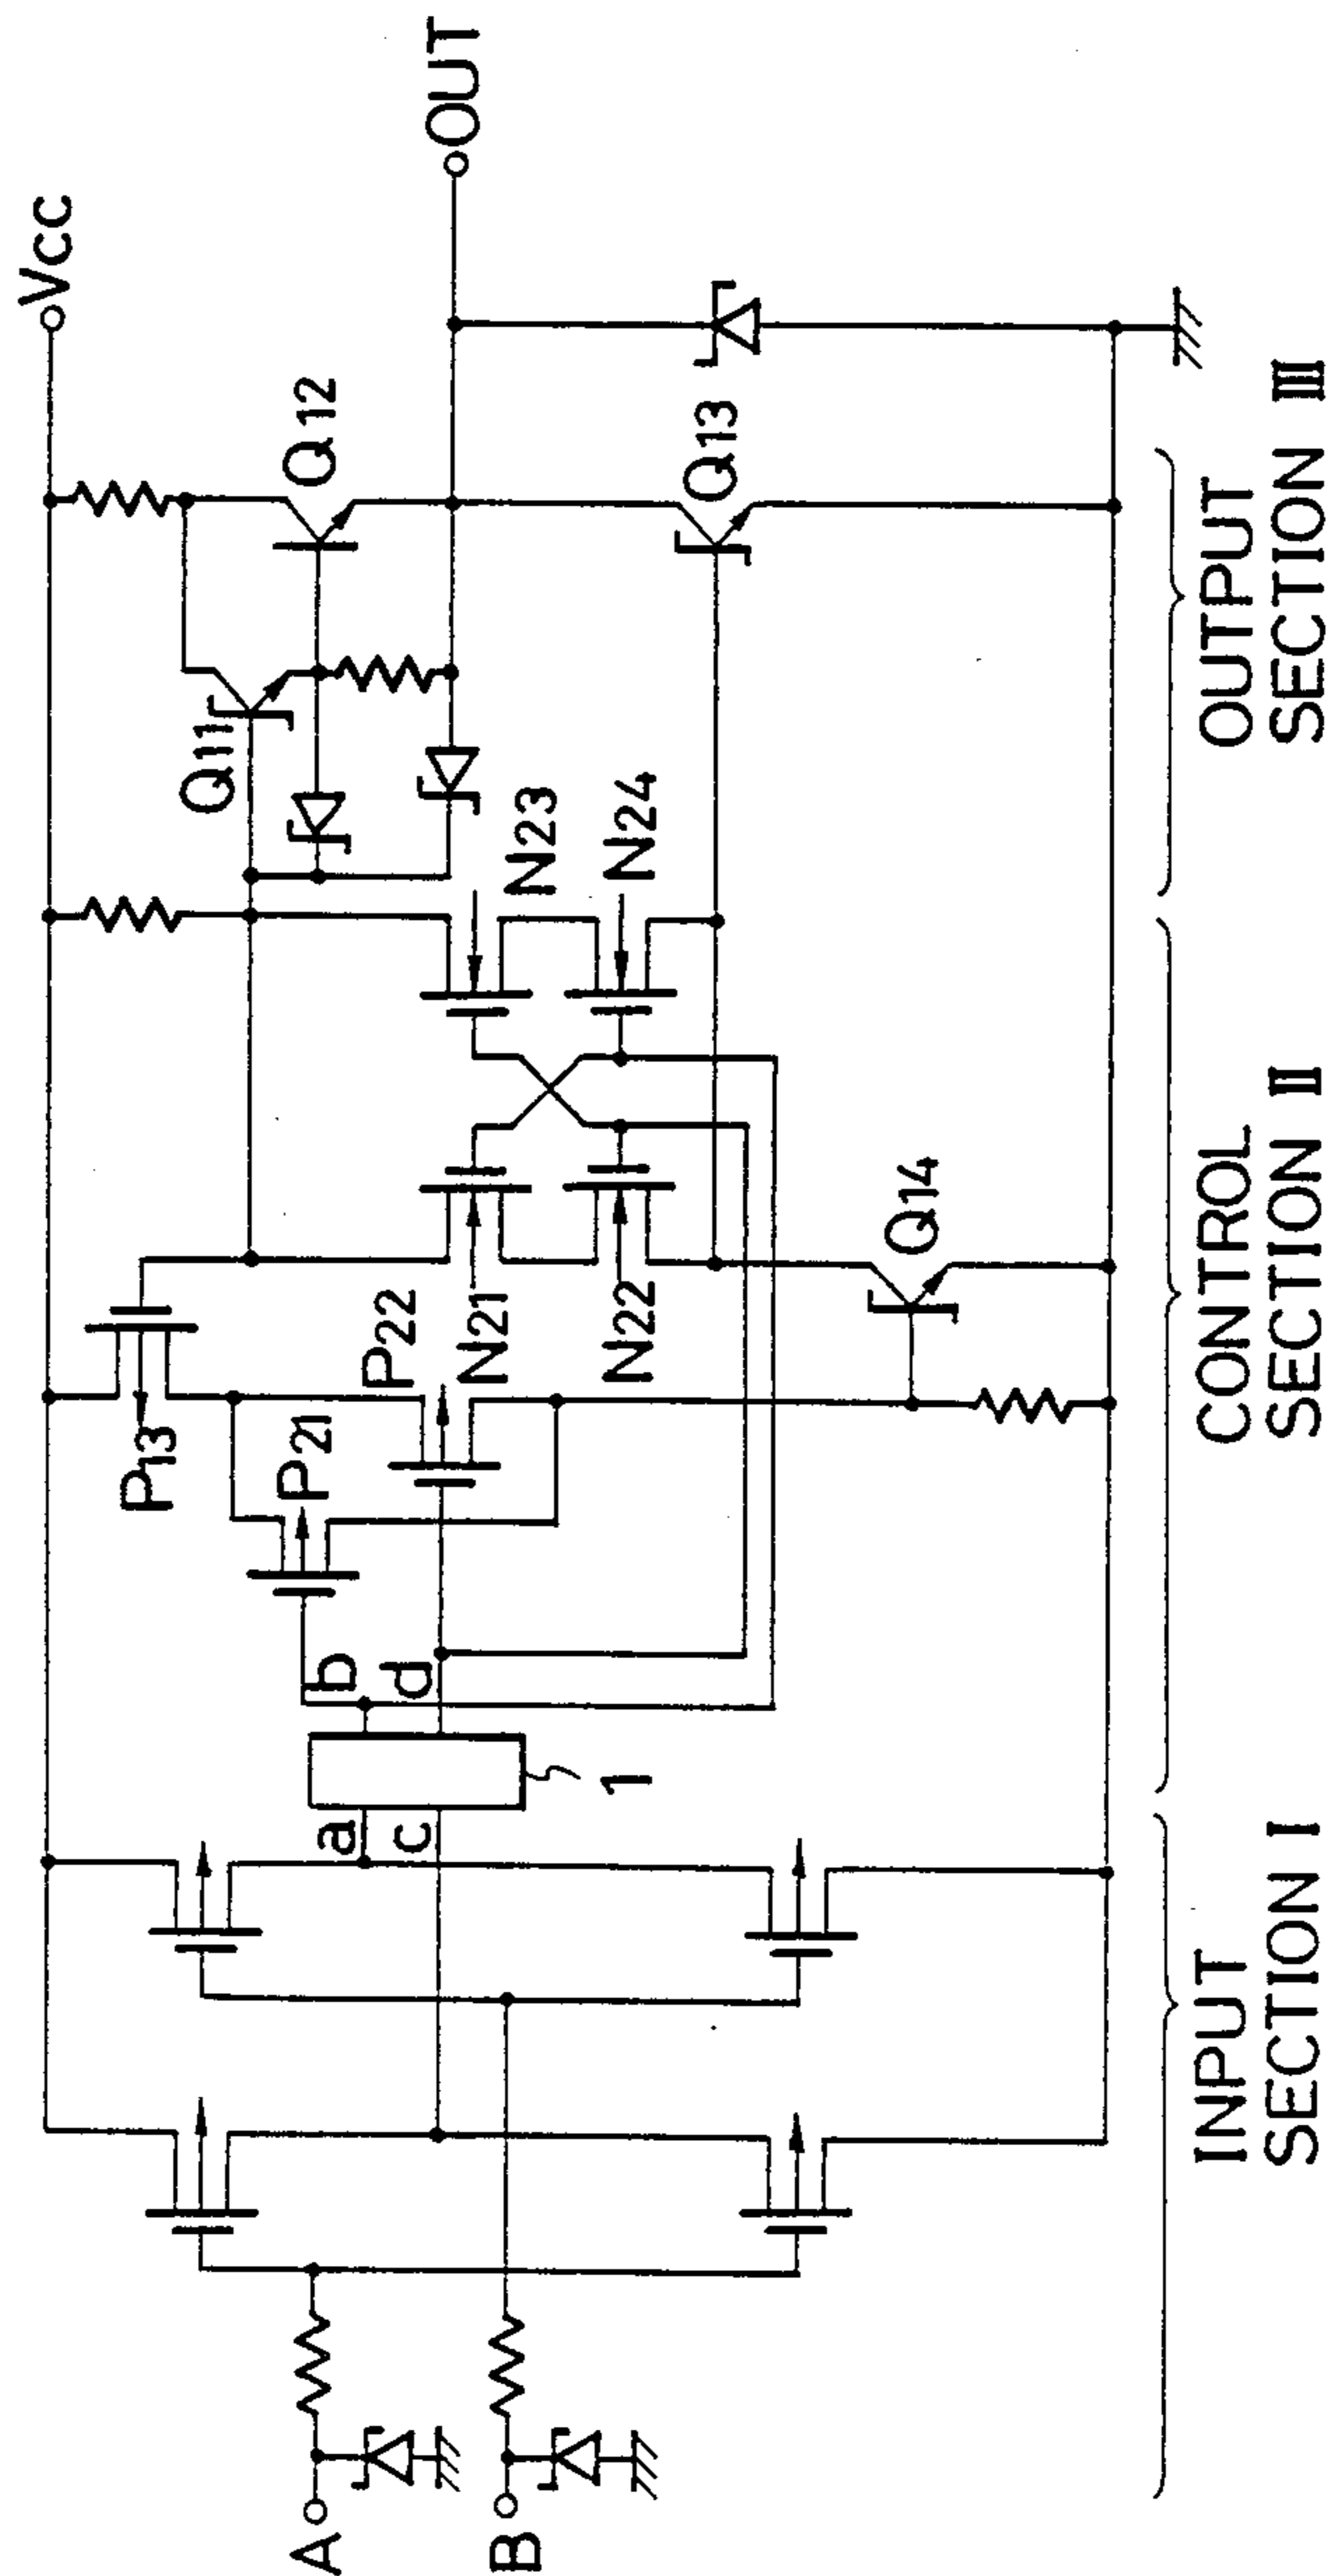 Vcc
OUT
Q12
Q11
Q13
N23
N24
P13
P21
P22
N21
N22
Q14
b
d
a
c
1
A
B
INPUT
SECTION I
CONTROL
SECTION II
OUTPUT
SECTION III